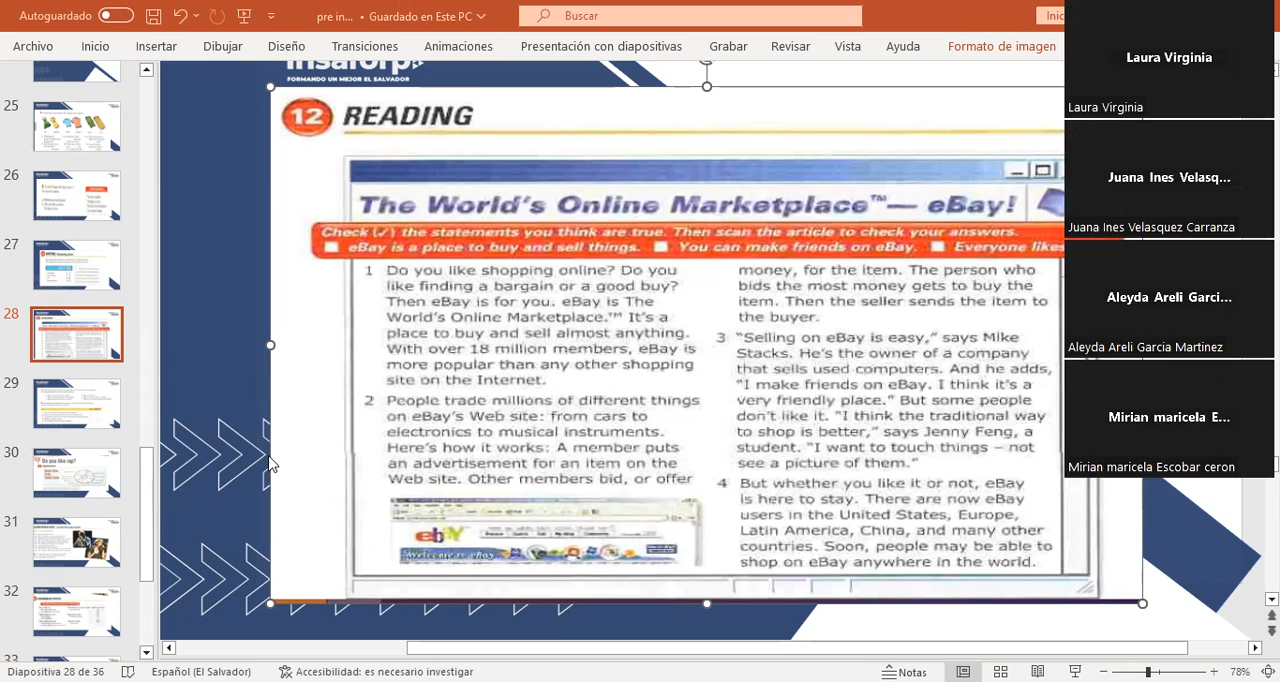 Autoguardado
pre in... • Guardado en Este PC
Buscar
Inic
Archivo
Inicio
Insertar
Dibujar
Diseño
Transiciones
Animaciones
Presentación con diapositivas
Grabar
Revisar
Vista
Ayuda
Formato de imagen
25
26
27
28
29
30
31
32
33
insaforp
FORMANDO UN MEJOR EL SALVADOR
12 READING
The World's Online Marketplace™— eBay!
Check (✓) the statements you think are true. Then scan the article to check your answers.
eBay is a place to buy and sell things. You can make friends on eBay. Everyone likes
1 Do you like shopping online? Do you
like finding a bargain or a good buy?
Then eBay is for you. eBay is The
World's Online Marketplace.™ It's a
place to buy and sell almost anything.
With over 18 million members, eBay is
more popular than any other shopping
site on the Internet.
2 People trade millions of different things
on eBay's Web site: from cars to
electronics to musical instruments.
Here's how it works: A member puts
an advertisement for an item on the
Web site. Other members bid, or offer
ebY
Welcome to eBay
money, for the item. The person who
bids the most money gets to buy the
item. Then the seller sends the item to
the buyer.
3 "Selling on eBay is easy," says Mike
Stacks. He's the owner of a company
that sells used computers. And he adds,
"I make friends on eBay. I think it's a
very friendly place." But some people
don't like it. "I think the traditional way
to shop is better," says Jenny Feng, a
student. "I want to touch things – not
see a picture of them."
4 But whether you like it or not, eBay
is here to stay. There are now eBay
users in the United States, Europe,
Latin America, China, and many other
countries. Soon, people may be able to
shop on eBay anywhere in the world.
Laura Virginia
Laura Virginia
Juana Ines Velasq...
Juana Ines Velasquez Carranza
Aleyda Areli Garci...
Aleyda Areli Garcia Martinez
Mirian maricela E...
Mirian maricela Escobar ceron
Diapositiva 28 de 36
Español (El Salvador)
Accesibilidad: es necesario investigar
Notas
78%